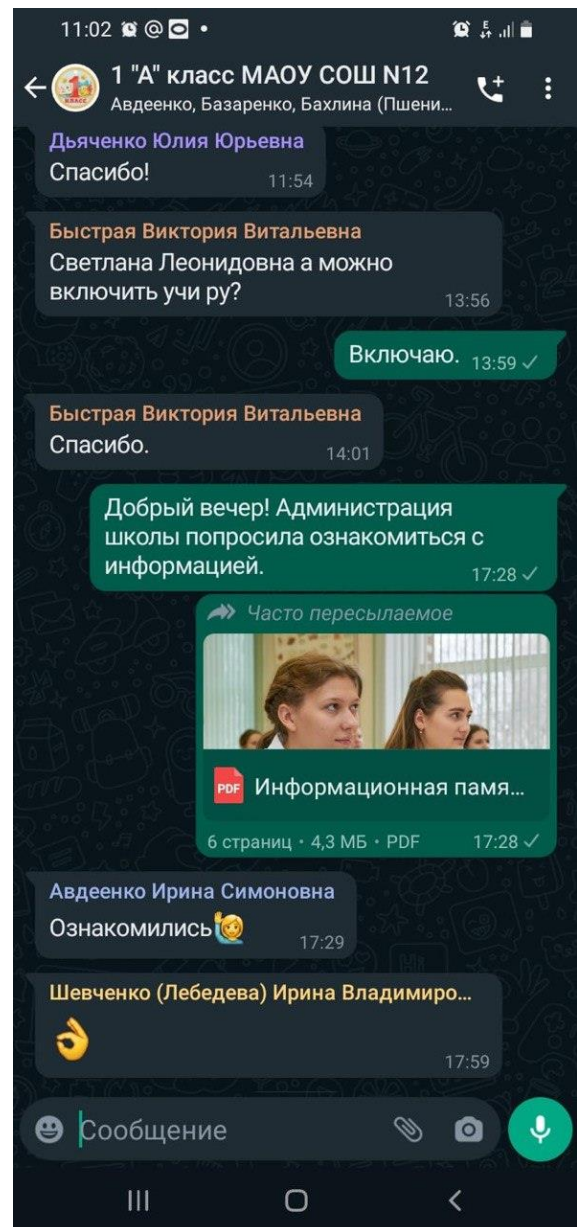 11:02
1 "А" класс МАОУ СОШ N12
Авдеенко, Базаренко, Бахлина (Пшени...
Дьяченко Юлия Юрьевна
Спасибо!
11:54
Быстрая Виктория Витальевна
Светлана Леонидовна а можно
включить учи ру?
13:56
Включаю. 13:59
Быстрая Виктория Витальевна
Спасибо.
14:01
Добрый вечер! Администрация
школы попросила ознакомиться с
информацией.
17:28
Часто пересылаемое
PDF Информационная памя...
6 страниц • 4,3 МБ • PDF 17:28
Авдеенко Ирина Симоновна
Ознакомились
17:29
Шевченко (Лебедева) Ирина Владимиро...
17:59
Сообщение